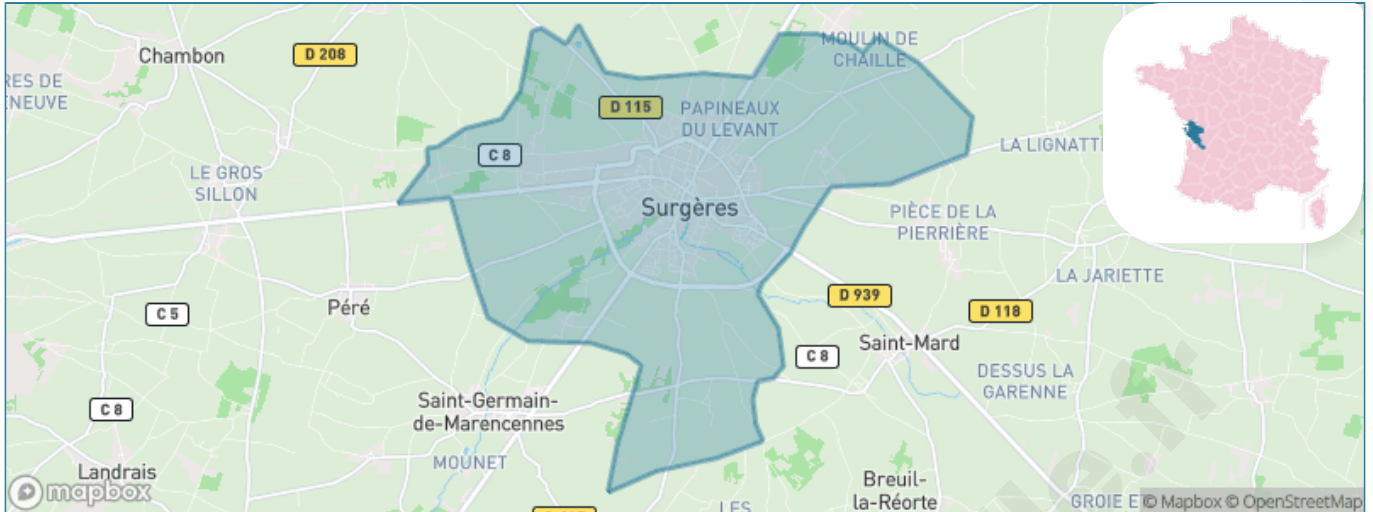 Chambon
D 208
MOULIN DE
CHAILLE
RES DE
ENEUVE
D 115
PAPINEAUX
DU LEVANT
C 8
LA LIGNATT
LE GROS
SILLON
Surgères
PIÈCE DE LA
PIERRIÈRE
LA JARIETTE
Péré
C 5
D 939
D 118
Saint-Mard
C 8
DESSUS LA
GARENNE
C 8
Saint-Germain-
de-Marencennes
MOUNET
Landrais
Breuil-
la-Réorte
mapbox
LES
GROIE E
© Mapbox © OpenStreetMap